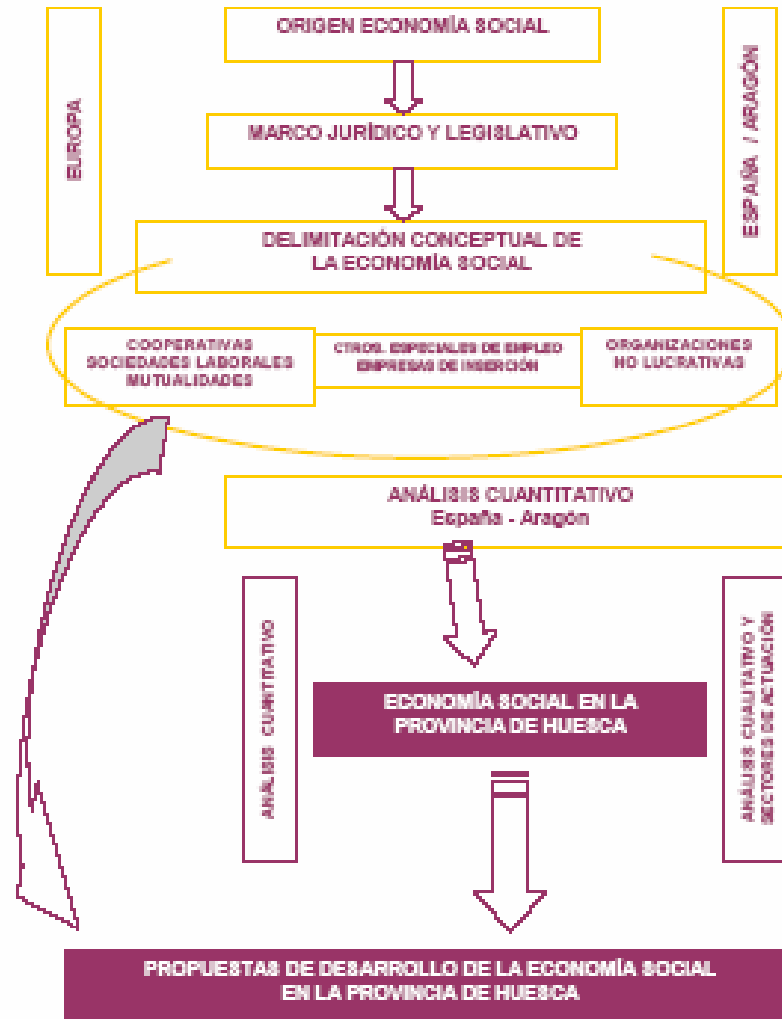 ORIGEN ECONOMÍA SOCIAL
EUROPA
ESPAÑA / ARAGÓN
MARCO JURÍDICO Y LEGISLATIVO
DELIMITACIÓN CONCEPTUAL DE
LA ECONOMÍA SOCIAL
COOPERATIVAS
SOCIEDADES LABORALES
MUTUALIDADES
CTROS. ESPECIALES DE EMPLEO
EMPRESAS DE INSERCIÓN
ORGANIZACIONES
NO LUCRATIVAS
ANÁLISIS CUANTITATIVO
España - Aragón
ANÁLISIS CUANTITATIVO
ANÁLISIS CUALITATIVO Y
SECTORES DE ACTUACIÓN
ECONOMÍA SOCIAL EN LA
PROVINCIA DE HUESCA
PROPUESTAS DE DESARROLLO DE LA ECONOMÍA SOCIAL
EN LA PROVINCIA DE HUESCA